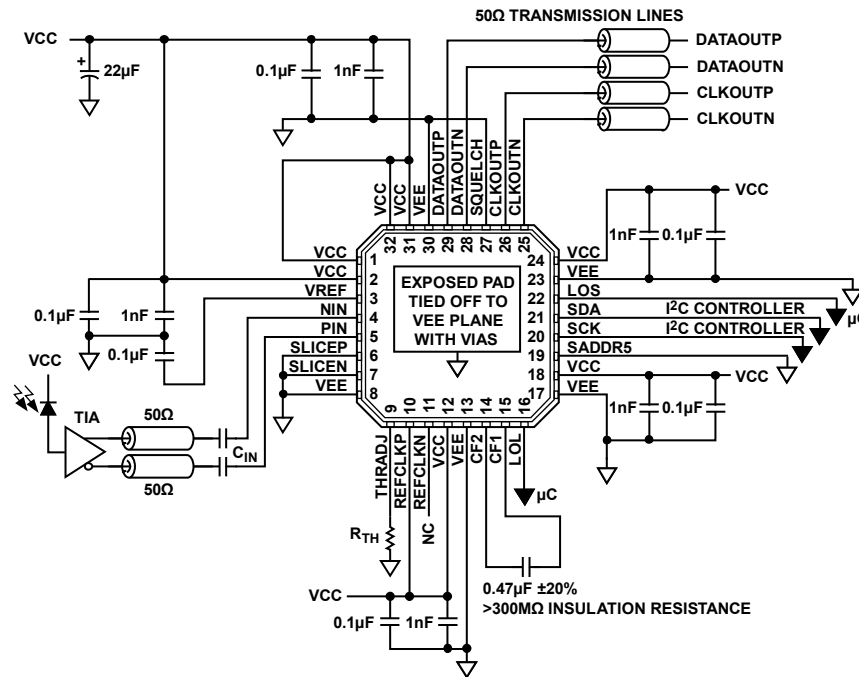 50Ω TRANSMISSION LINES
VCC
DATAOUTP
DATAOUTN
CLKOUTP
CLKOUTN
+
22µF
0.1µF
1nF
VCC
VCC
VEE
DATAOUTP
DATAOUTN
SQUELCH
CLKOUTP
CLKOUTN
32
31
30
29
28
27
26
25
VCC
1
VCC
2
VREF
3
NIN
4
PIN
5
SLICEP
6
SLICEN
7
VEE
8
EXPOSED PAD
TIED OFF TO
VEE PLANE
WITH VIAS
24
VCC
23
VEE
22
LOS
21
SDA
20
SCK
19
SADDR5
18
VCC
17
VEE
VCC
1nF
0.1µF
µC
I²C CONTROLLER
I²C CONTROLLER
VCC
1nF
0.1µF
0.1µF
1nF
0.1µF
VCC
TIA
50Ω
50Ω
CIN
9
10
11
12
13
14
15
16
THRADJ
REFCLKP
REFCLKN
VCC
VEE
CF2
CF1
LOL
µC
RTH
NC
0.47µF ±20%
>300MΩ INSULATION RESISTANCE
VCC
0.1µF
1nF